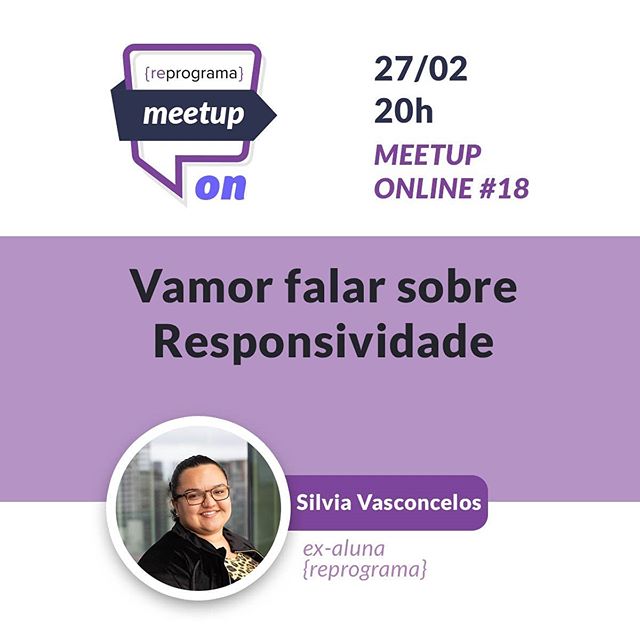 {reprograma}
meetup
on
27/02
20h
MEETUP
ONLINE #18
Vamor falar sobre
Responsividade
Silvia Vasconcelos
ex-aluna
{reprograma}